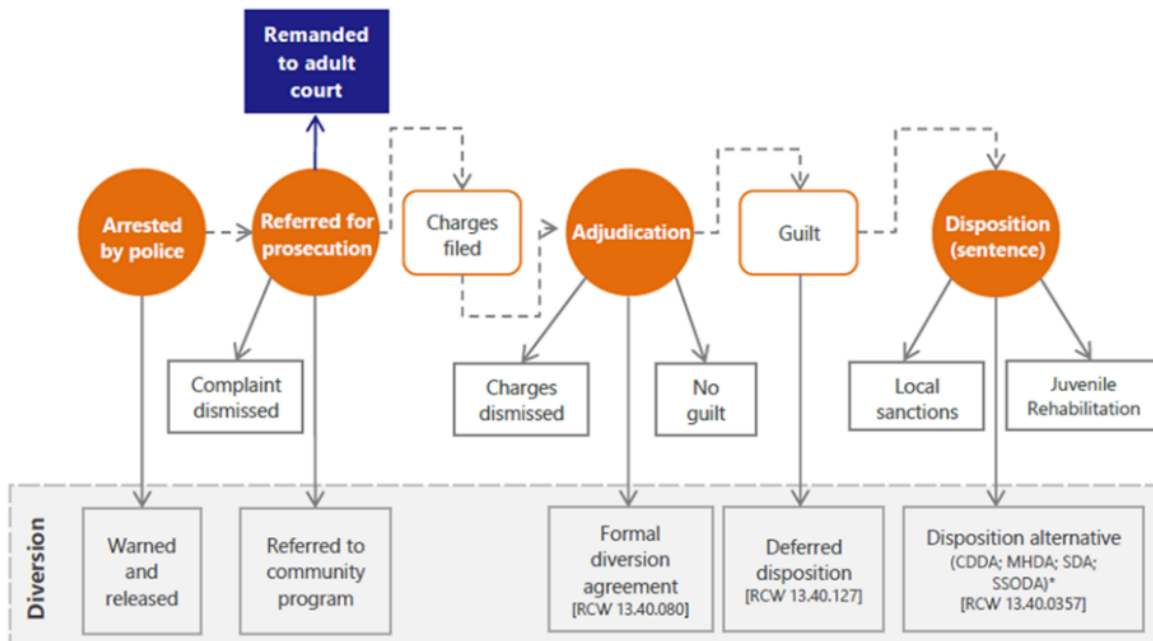 Remanded
to adult
court
Arrested
by police
Referred for
prosecution
Charges
filed
Adjudication
Guilt
Disposition
(sentence)
Complaint
dismissed
Charges
dismissed
No
guilt
Local
sanctions
Juvenile
Rehabilitation
Diversion
Warned
and
released
Referred to
community
program
Formal
diversion
agreement
[RCW 13.40.080]
Deferred
disposition
[RCW 13.40.127]
Disposition alternative
(CDDA; MHDA; SDA;
SSODA)*
[RCW 13.40.0357]